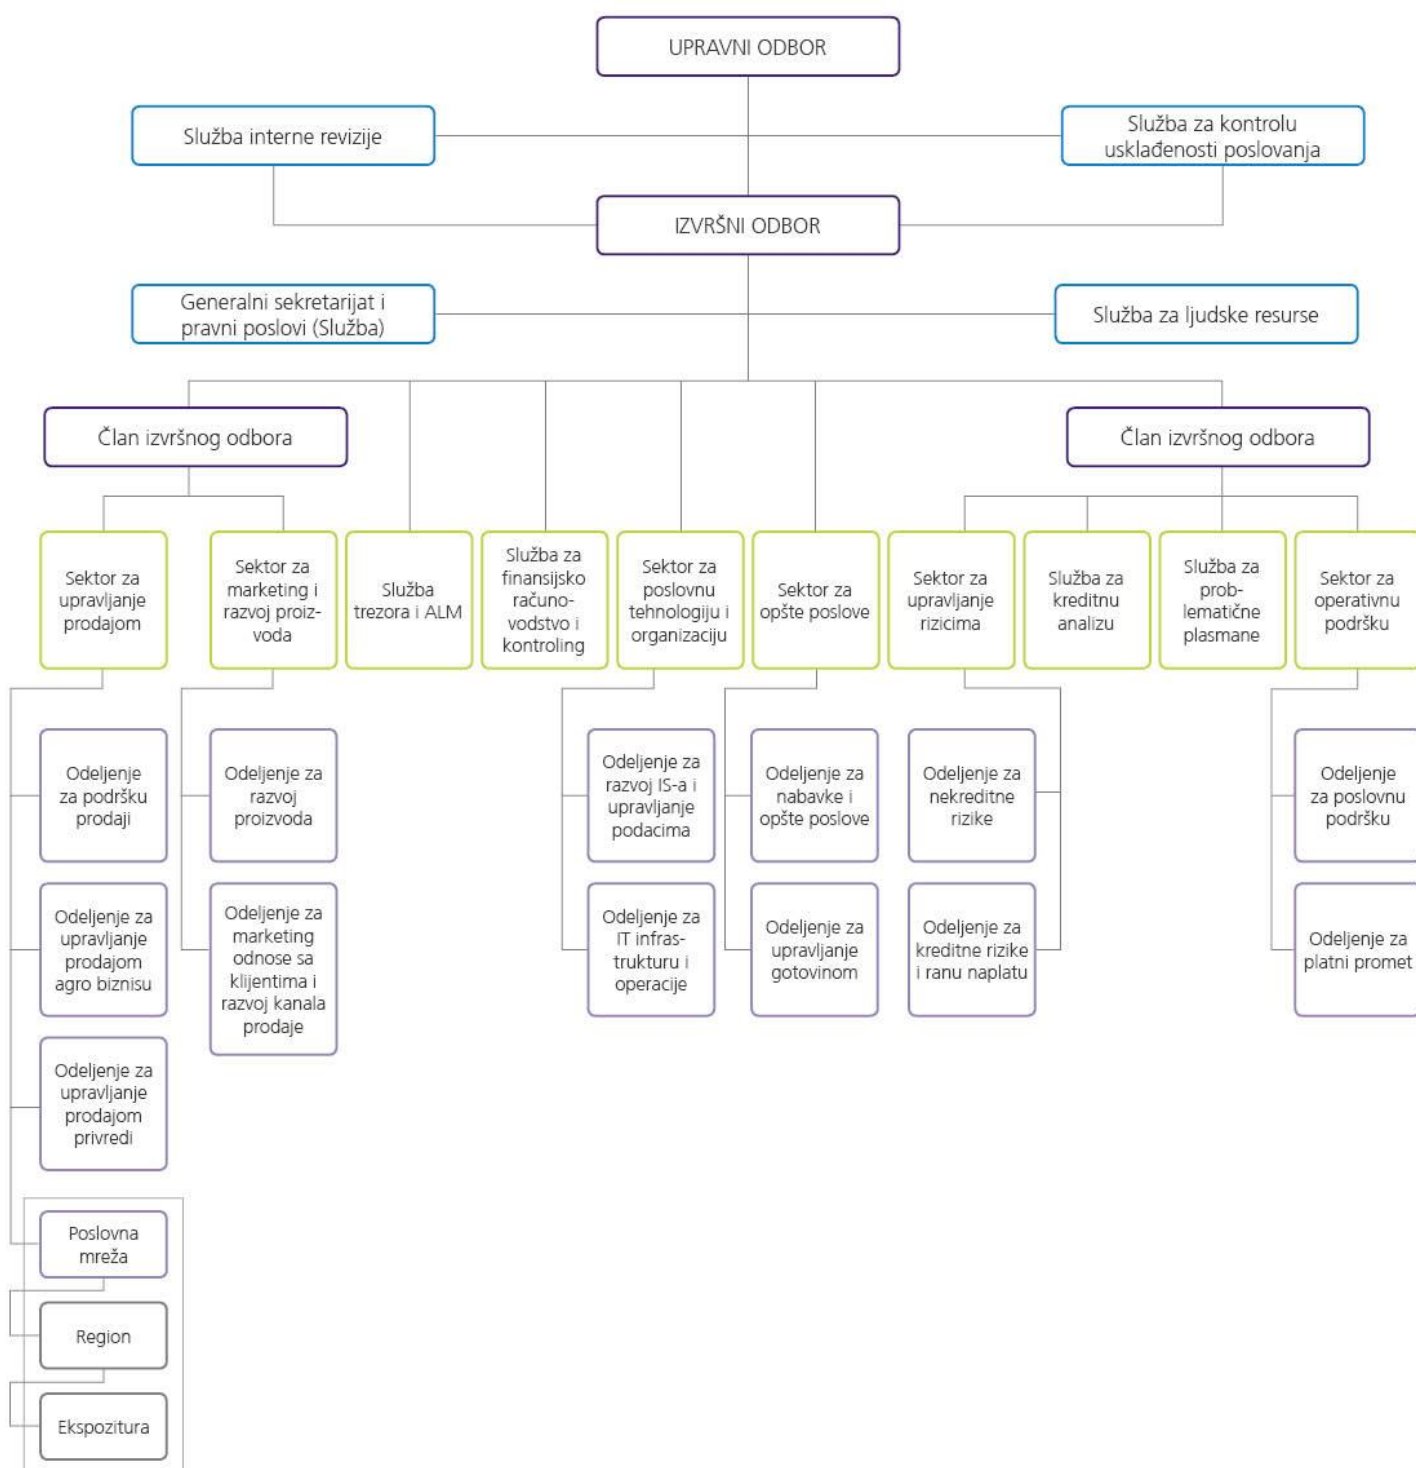 UPRAVNI ODBOR
Služba interne revizije
Služba za kontrolu
usklađenosti poslovanja
IZVRŠNI ODBOR
Generalni sekretarijat i
pravni poslovi (Služba)
Služba za ljudske resurse
Član izvršnog odbora
Član izvršnog odbora
Sektor za
upravljanje
prodajom
Sektor za
marketing i
razvoj proiz-
voda
Služba
trezora i ALM
Služba za
finansijsko
računo-
vodstvo i
kontroling
Sektor za
poslovnu
tehnologiju i
organizaciju
Sektor za
opšte poslove
Sektor za
upravljanje
rizicima
Služba za
kreditnu
analizu
Služba za
prob-
lematične
plasmane
Sektor za
operativnu
podršku
Odeljenje
za podršku
prodaji
Odeljenje za
razvoj
proizvoda
Odeljenje za
razvoj IS-a i
upravljanje
podacima
Odeljenje za
nabavke i
opšte poslove
Odeljenje za
nekreditne
rizike
Odeljenje
za poslovnu
podršku
Odeljenje za
upravljanje
prodajom
agro biznisu
Odeljenje za
marketing
odnose sa
klijentima i
razvoj kanala
prodaje
Odeljenje za
IT infras-
trukturu i
operacije
Odeljenje za
upravljanje
gotovinom
Odeljenje za
kreditne rizike
i ranu naplatu
Odeljenje za
platni promet
Odeljenje za
upravljanje
prodajom
privredi
Poslovna
mreža
Region
Ekspozitura